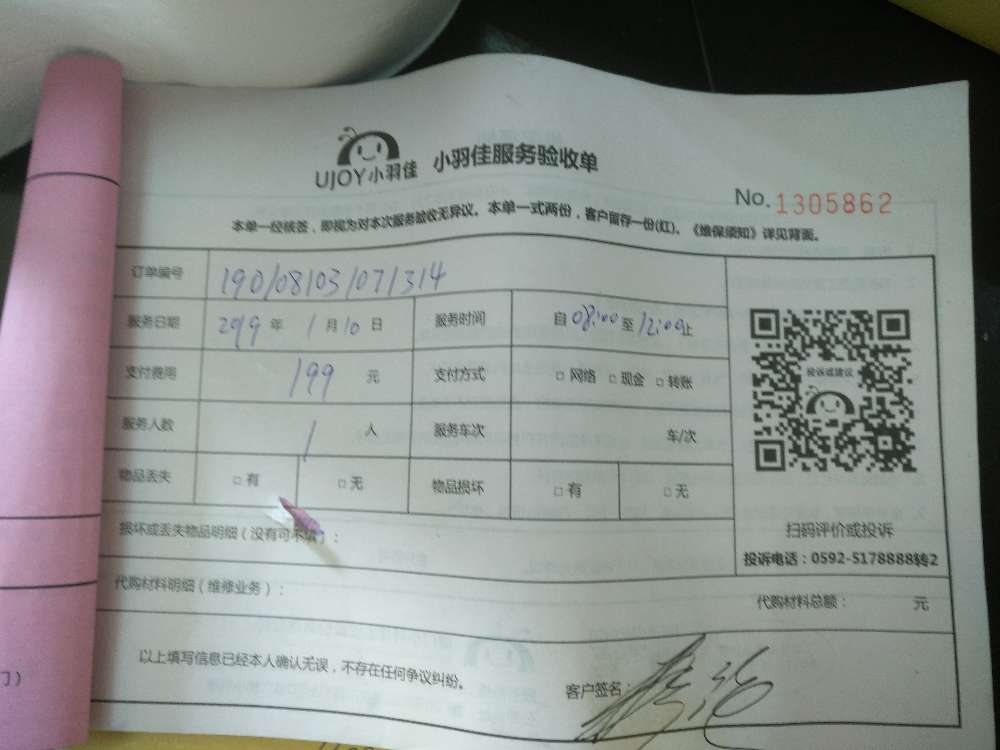 UJOY小羽佳 小羽佳服务验收单
No. 1305862
本单一经核签，即视为对本次服务验收无异议。本单一式两份，客户留存一份(红)。《维保须知》详见背面。
订单编号 1901081031071314
服务日期 2019 年 1 月 10 日 服务时间 自 08:00 至 12:00 止
支付费用 199 元 支付方式 □ 网络 □ 现金 □ 转账
服务人数 1 人 服务车次 车/次
物品丢失 □ 有 □ 无 物品损坏 □ 有 □ 无
投诉或建议
扫码评价或投诉
投诉电话：0592-5178888转2
损坏或丢失物品明细（没有可不填）：
代购材料明细（维修业务）： 代购材料总额： 元
以上填写信息已经本人确认无误，不存在任何争议纠纷。
客户签名：
门）